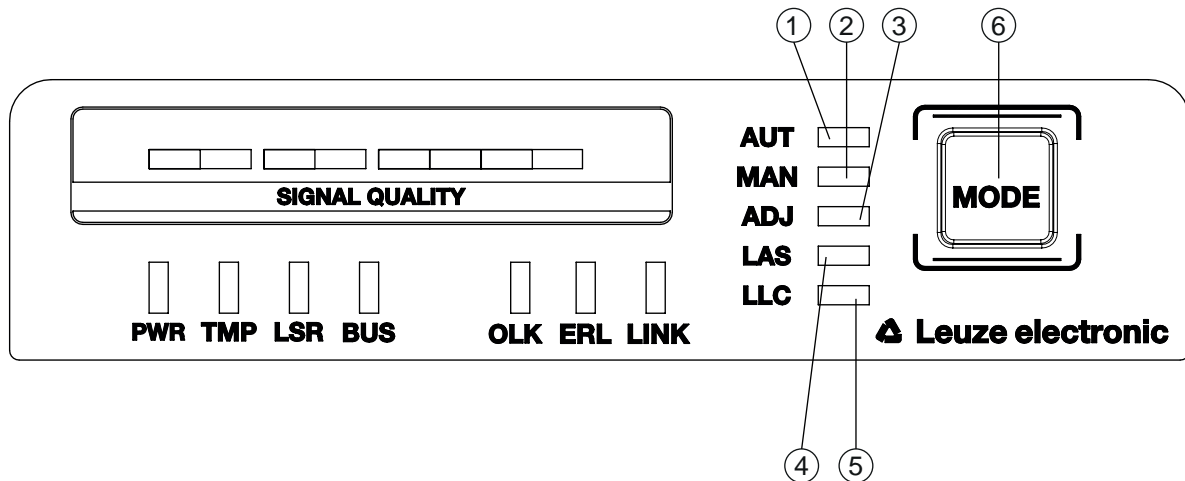 1 2 3 6
AUT
MAN
ADJ
LAS
LLC
MODE
SIGNAL QUALITY
PWR TMP LSR BUS OLK ERL LINK
Leuze electronic
4 5